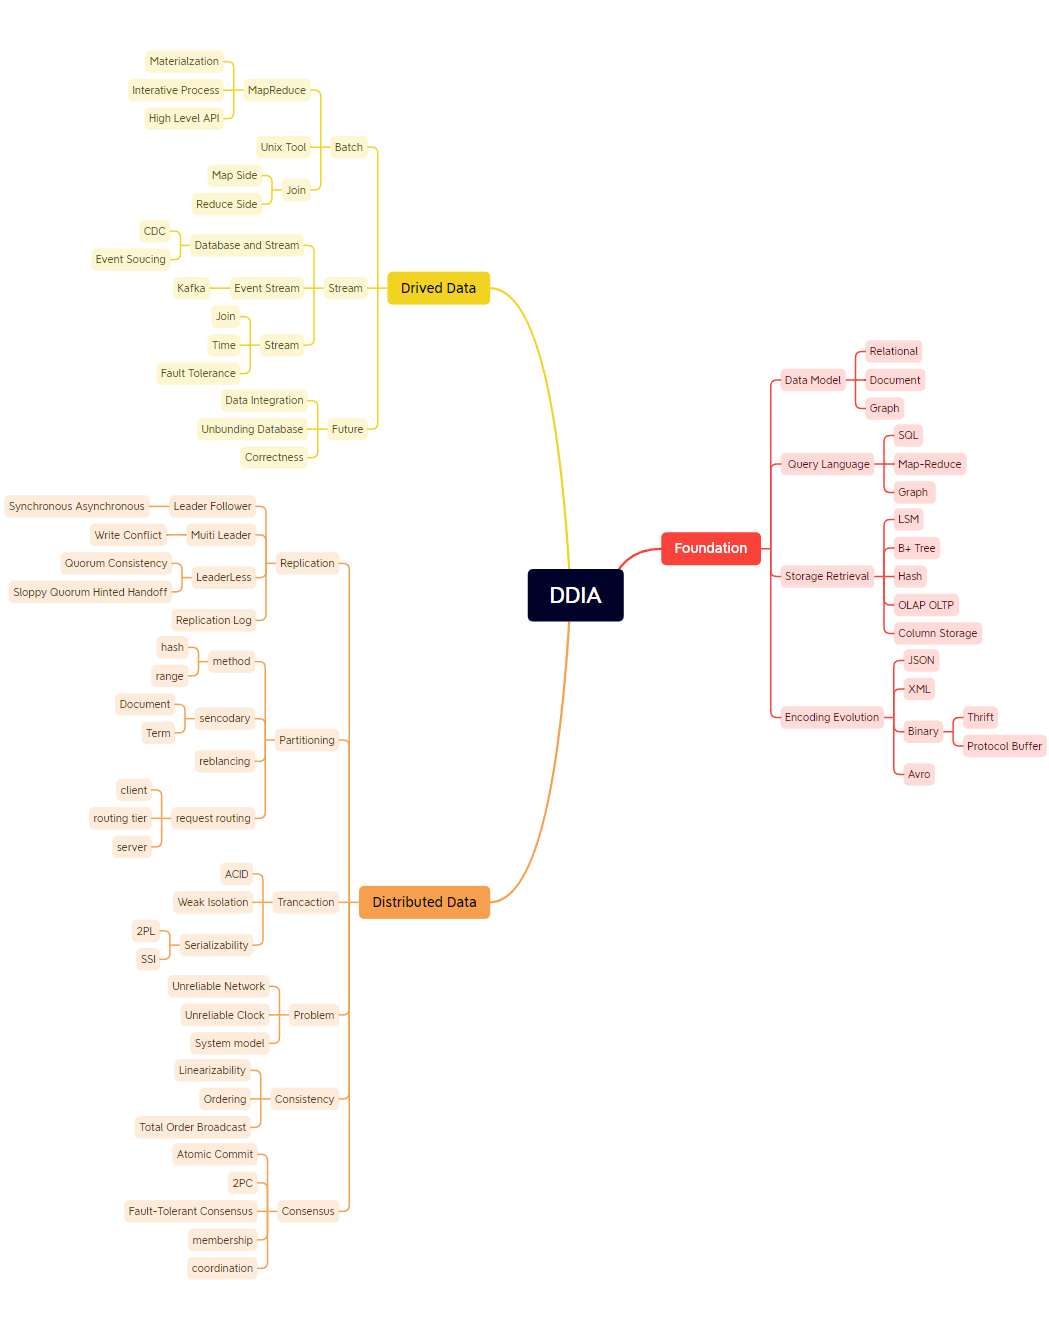 DDIA
Foundation
Data Model
Relational
Document
Graph
Query Language
SQL
Map-Reduce
Graph
Storage Retrieval
LSM
B+ Tree
Hash
OLAP OLTP
Column Storage
Encoding Evolution
JSON
XML
Binary
Thrift
Protocol Buffer
Avro
Drived Data
Batch
MapReduce
Materialzation
Interative Process
High Level API
Unix Tool
Join
Map Side
Reduce Side
Stream
Database and Stream
CDC
Event Soucing
Event Stream
Kafka
Stream
Join
Time
Fault Tolerance
Future
Data Integration
Unbunding Database
Correctness
Distributed Data
Replication
Leader Follower
Synchronous Asynchronous
Muiti Leader
Write Conflict
LeaderLess
Quorum Consistency
Sloppy Quorum Hinted Handoff
Replication Log
Partitioning
method
hash
range
sencodary
Document
Term
reblancing
request routing
client
routing tier
server
Trancaction
ACID
Weak Isolation
Serializability
2PL
SSI
Problem
Unreliable Network
Unreliable Clock
System model
Consistency
Linearizability
Ordering
Total Order Broadcast
Consensus
Atomic Commit
2PC
Fault-Tolerant Consensus
membership
coordination